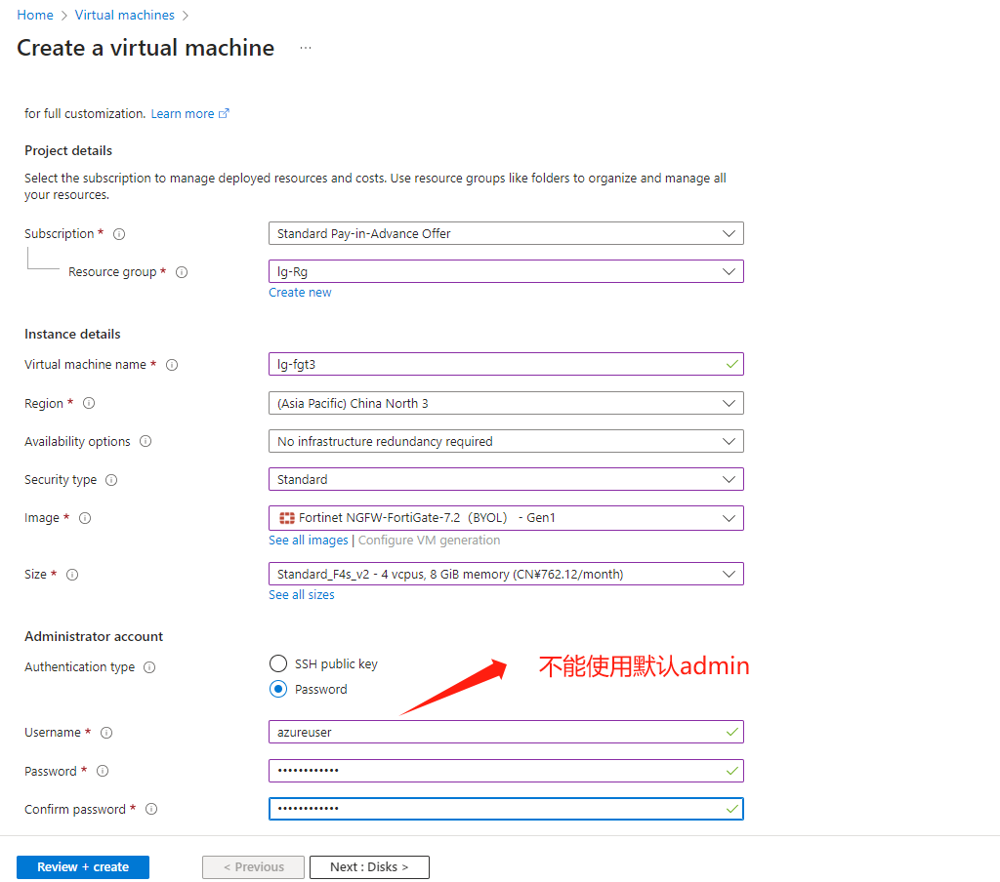 Home > Virtual machines >
Create a virtual machine ...
for full customization. Learn more
Project details
Select the subscription to manage deployed resources and costs. Use resource groups like folders to organize and manage all
your resources.
Subscription * Standard Pay-in-Advance Offer
Resource group * lg-Rg
Create new
Instance details
Virtual machine name * lg-fgt3
Region * (Asia Pacific) China North 3
Availability options No infrastructure redundancy required
Security type Standard
Image * Fortinet NGFW-FortiGate-7.2（BYOL） - Gen1
See all images | Configure VM generation
Size * Standard_F4s_v2 - 4 vcpus, 8 GiB memory (CN¥762.12/month)
See all sizes
Administrator account
Authentication type SSH public key
不能使用默认admin
Password
Username * azureuser
Password * ••••••••••••
Confirm password * ••••••••••••
Review + create < Previous Next : Disks >